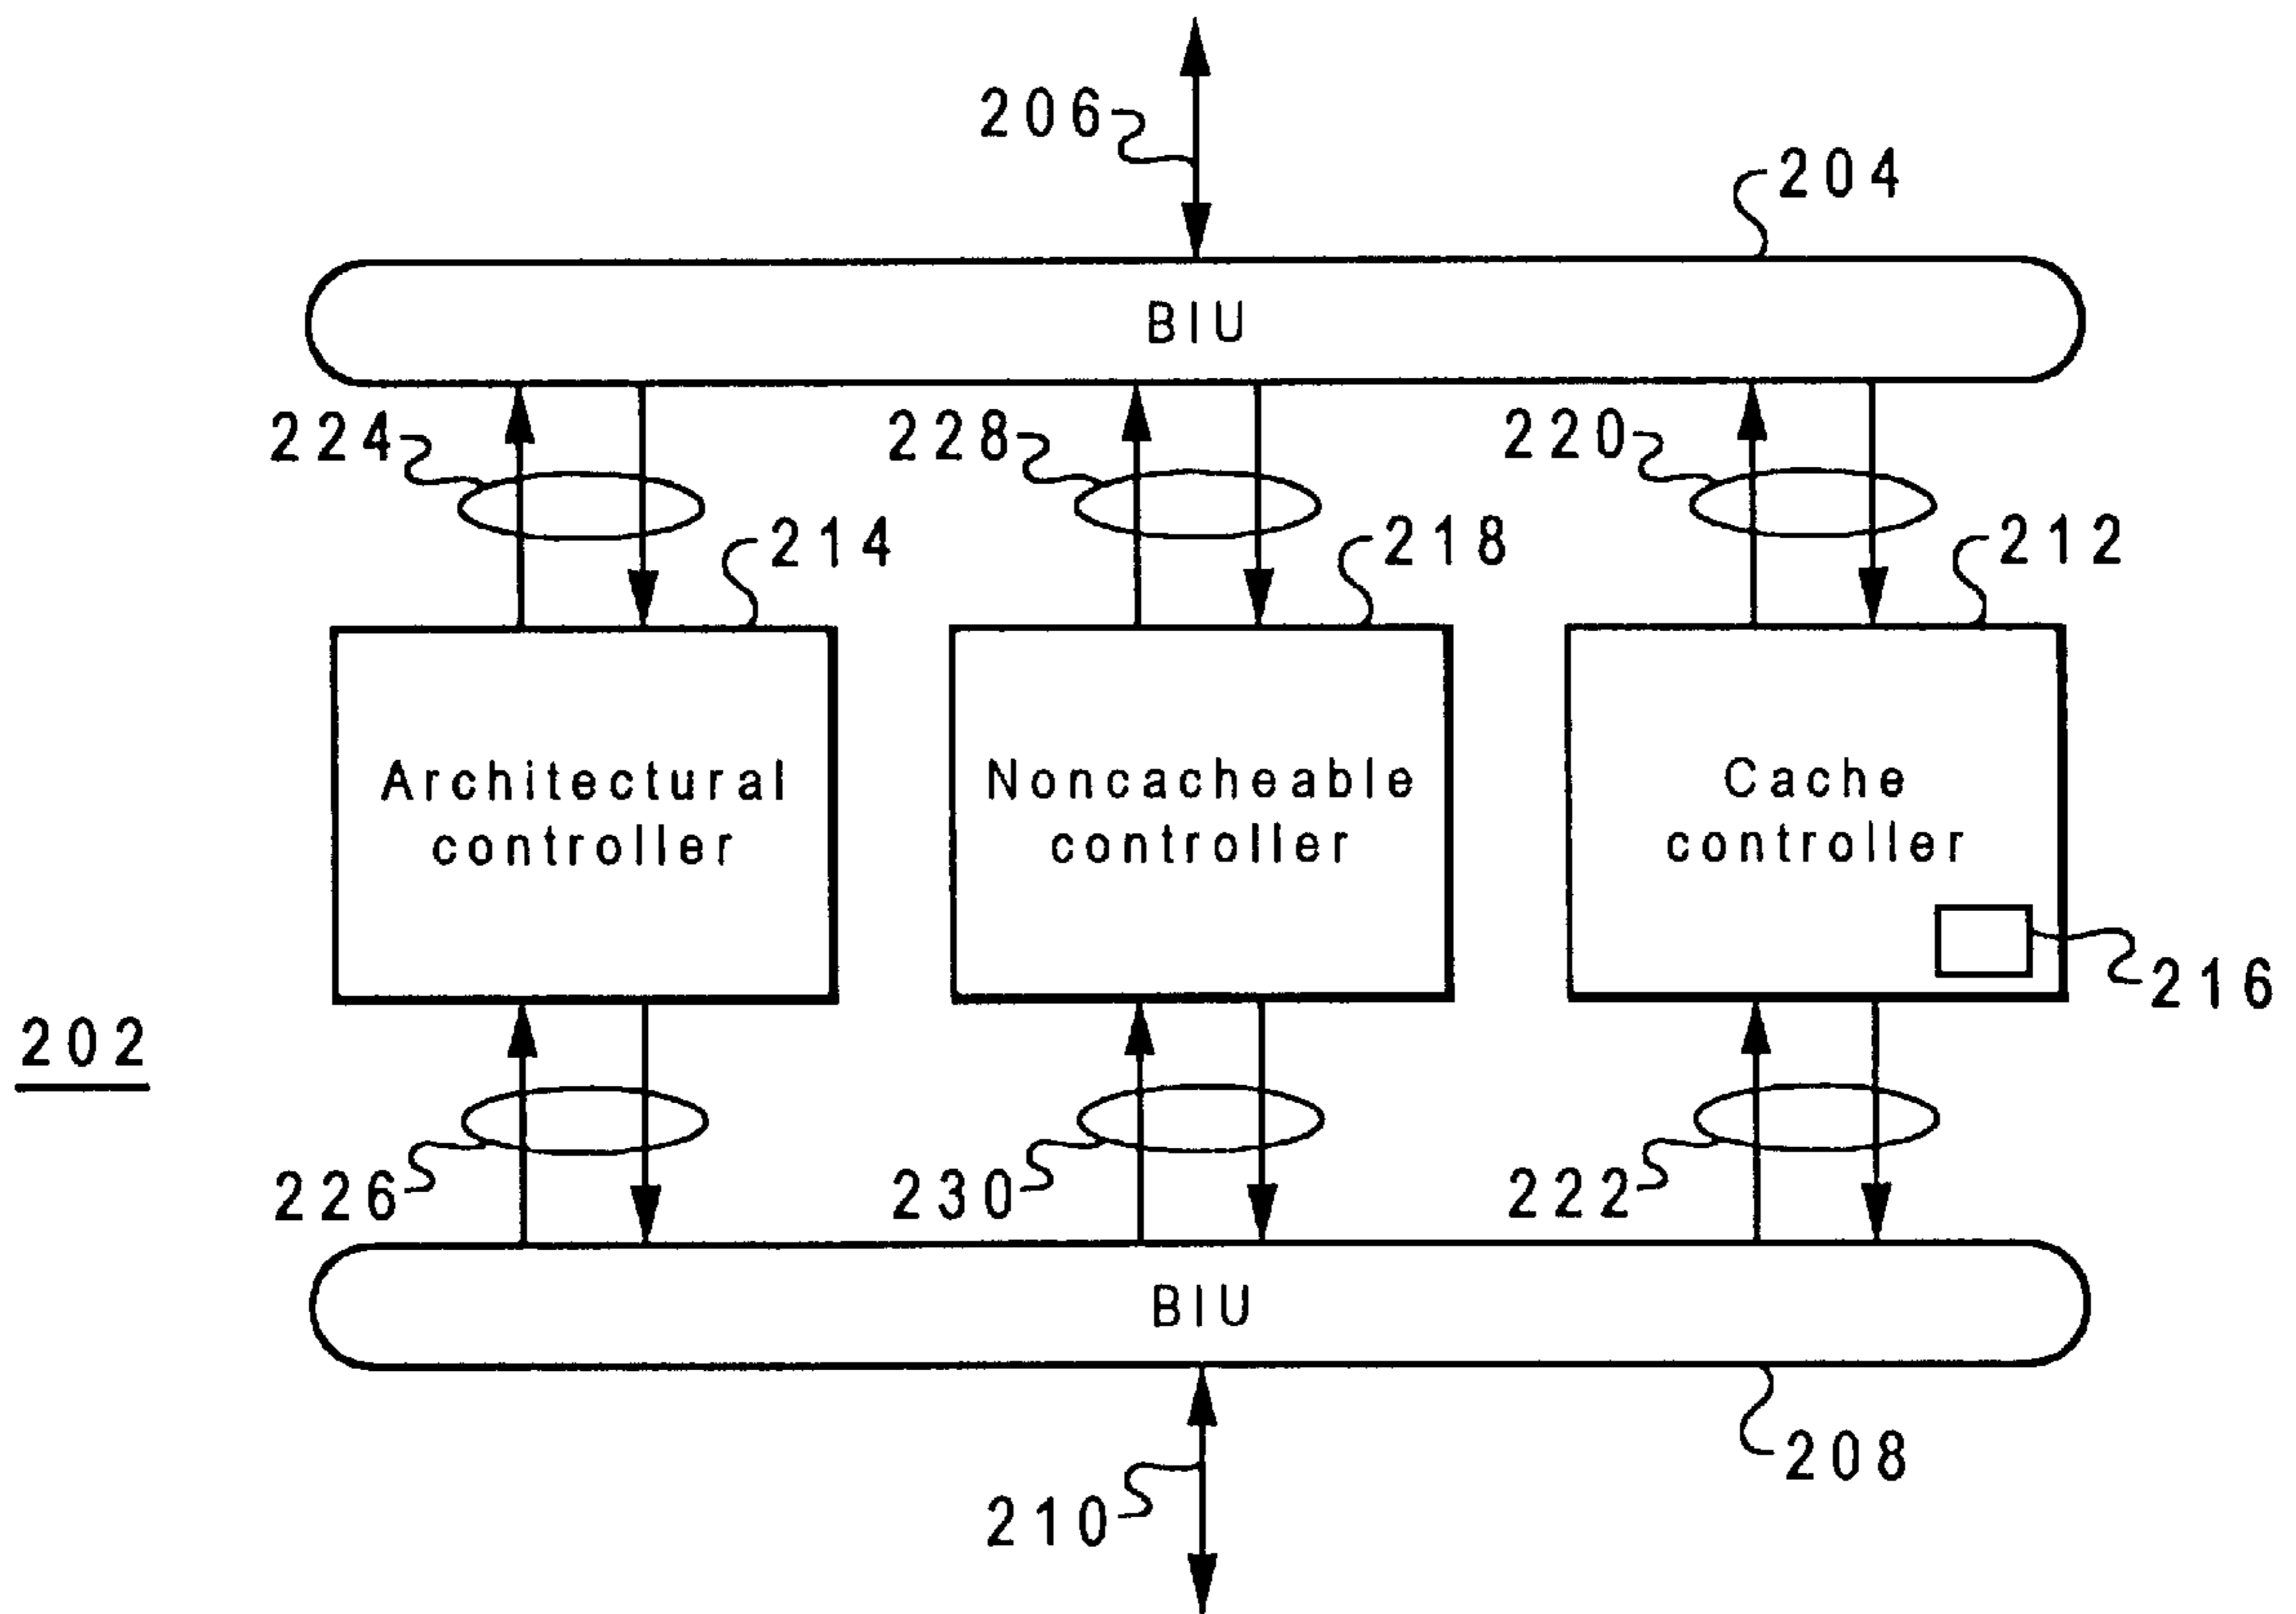 206
204
BIU
224
228
220
214
218
212
Architectural
controller
Noncacheable
controller
Cache
controller
216
202
226
230
222
BIU
208
210